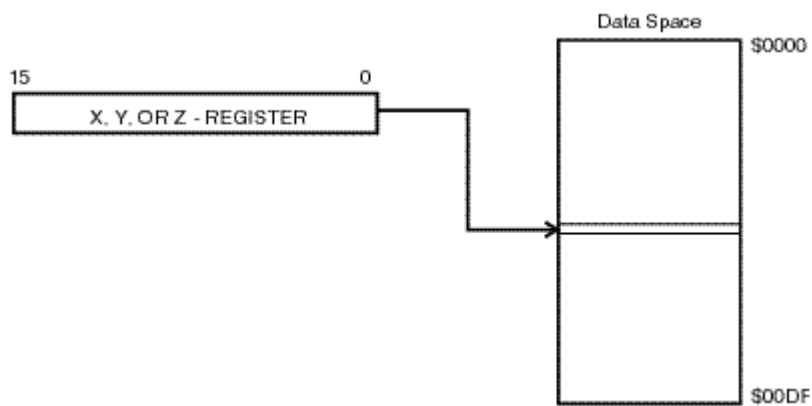 Data Space
$0000
15 0
X, Y, OR Z - REGISTER
$00DF